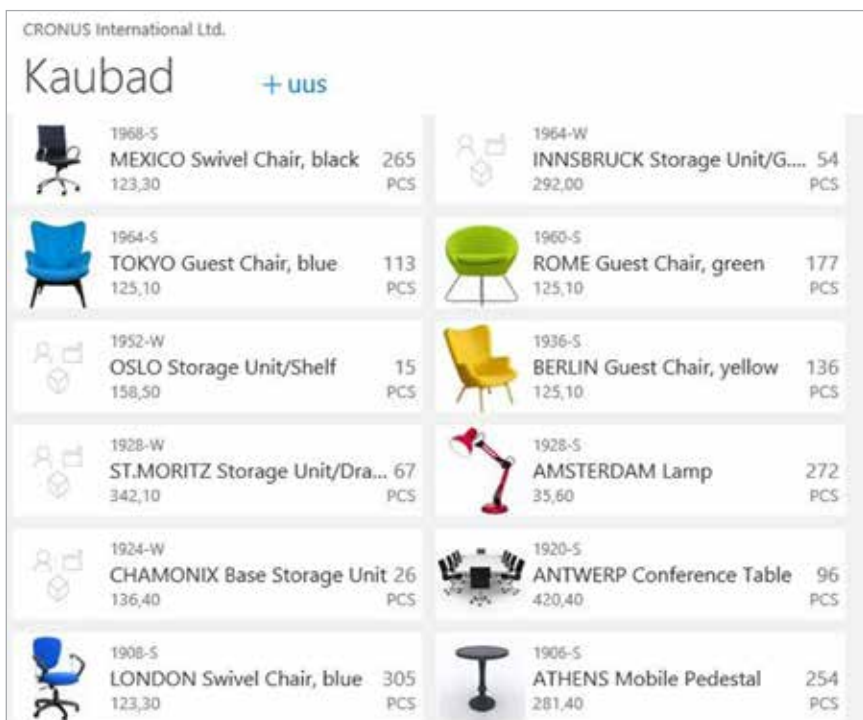 CRONUS International Ltd.
Kaubad + uus
1968-S
MEXICO Swivel Chair, black 265
123,30 PCS
1964-W
INNSBRUCK Storage Unit/G.... 54
292,00 PCS
1964-S
TOKYO Guest Chair, blue 113
125,10 PCS
1960-S
ROME Guest Chair, green 177
125,10 PCS
1952-W
OSLO Storage Unit/Shelf 15
158,50 PCS
1936-S
BERLIN Guest Chair, yellow 136
125,10 PCS
1928-W
ST.MORITZ Storage Unit/Dra... 67
342,10 PCS
1928-S
AMSTERDAM Lamp 272
35,60 PCS
1924-W
CHAMONIX Base Storage Unit 26
136,40 PCS
1920-S
ANTWERP Conference Table 96
420,40 PCS
1908-S
LONDON Swivel Chair, blue 305
123,30 PCS
1906-S
ATHENS Mobile Pedestal 254
281,40 PCS